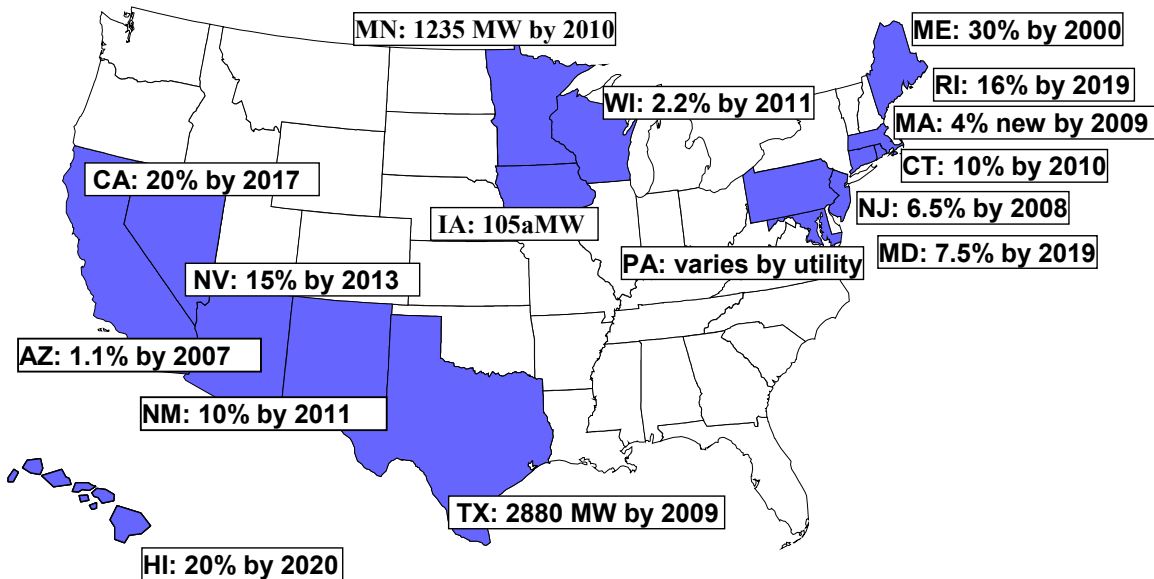 MN: 1235 MW by 2010
ME: 30% by 2000
RI: 16% by 2019
WI: 2.2% by 2011
MA: 4% new by 2009
CT: 10% by 2010
CA: 20% by 2017
NJ: 6.5% by 2008
IA: 105aMW
MD: 7.5% by 2019
PA: varies by utility
NV: 15% by 2013
AZ: 1.1% by 2007
NM: 10% by 2011
TX: 2880 MW by 2009
HI: 20% by 2020